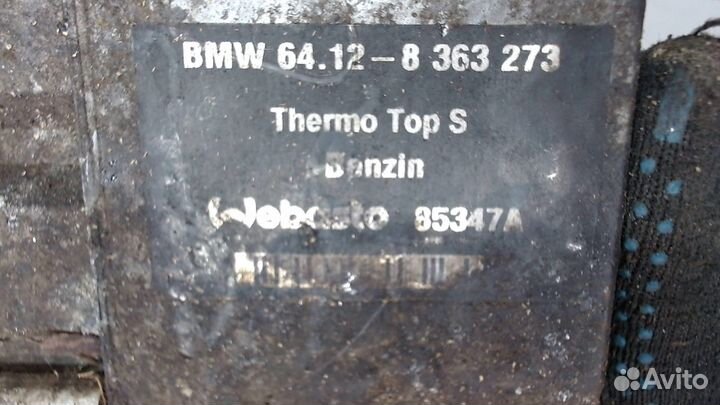 BMW 64.12-8 363 273
Thermo Top S
Benzin
Webasto 85347A
Avito